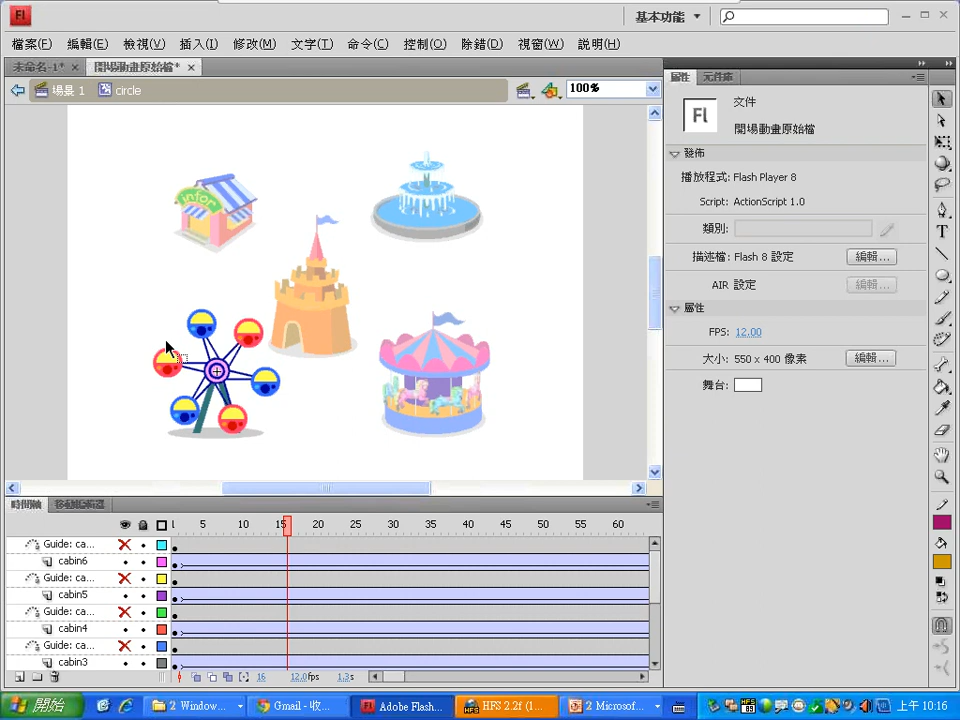 Fl
基本功能
檔案(F) 編輯(E) 檢視(V) 插入(I) 修改(M) 文字(T) 命令(C) 控制(O) 除錯(D) 視窗(W) 說明(H)
未命名-1* 開場動畫原始檔*
場景 1 circle 100%
infor
屬性 元件庫
Fl
文件
開場動畫原始檔
發佈
播放程式: Flash Player 8
Script: ActionScript 1.0
類別:
描述檔: Flash 8 設定 編輯...
AIR 設定 編輯...
屬性
FPS: 12.00
大小: 550 x 400 像素 編輯...
舞台:
時間軸
1 5 10 15 20 25 30 35 40 45 50 55 60
Guide: ca...
cabin6
Guide: ca...
cabin5
Guide: ca...
cabin4
Guide: ca...
cabin3
16 12.0fps 1.3s
開始 2 Window... Gmail - 收... Adobe Flash... HFS 2.2f (1... 2 Microsof... 上午 10:16